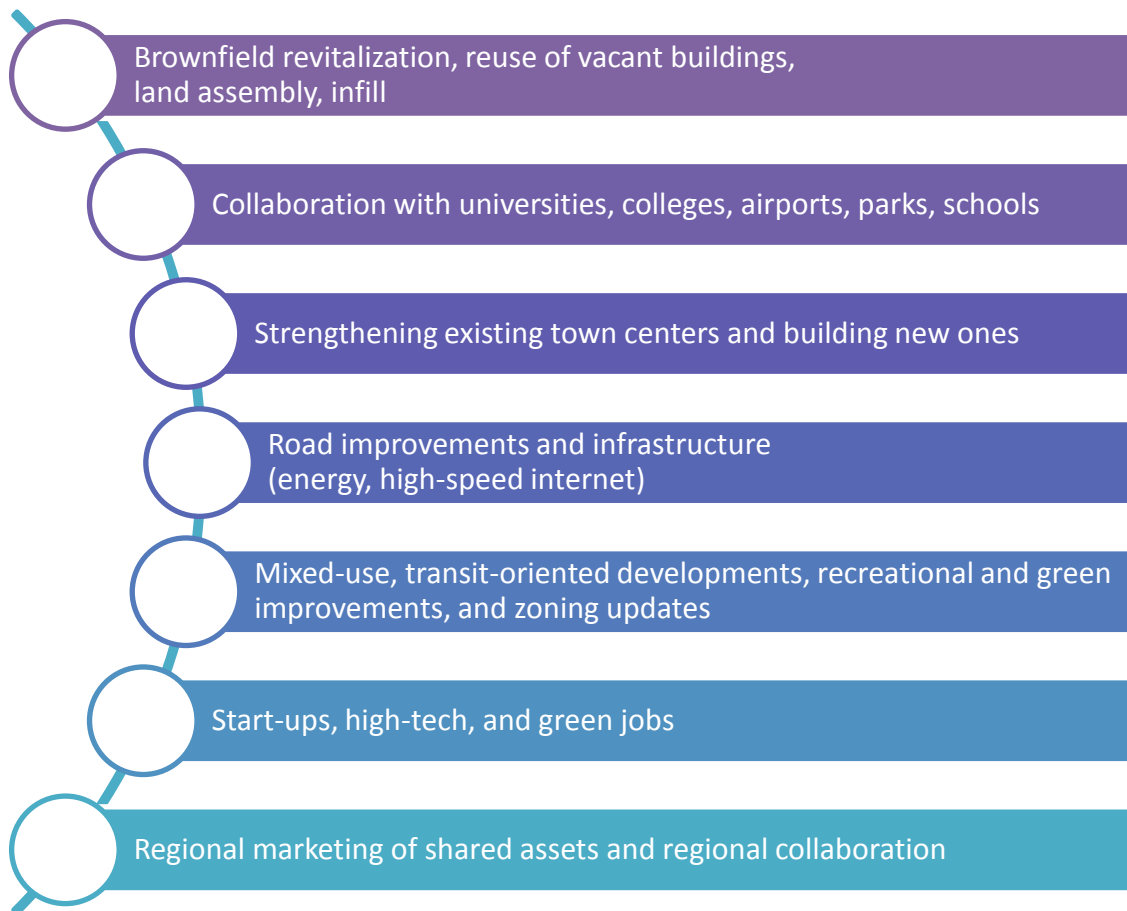 Brownfield revitalization, reuse of vacant buildings,
land assembly, infill
Collaboration with universities, colleges, airports, parks, schools
Strengthening existing town centers and building new ones
Road improvements and infrastructure
(energy, high-speed internet)
Mixed-use, transit-oriented developments, recreational and green
improvements, and zoning updates
Start-ups, high-tech, and green jobs
Regional marketing of shared assets and regional collaboration